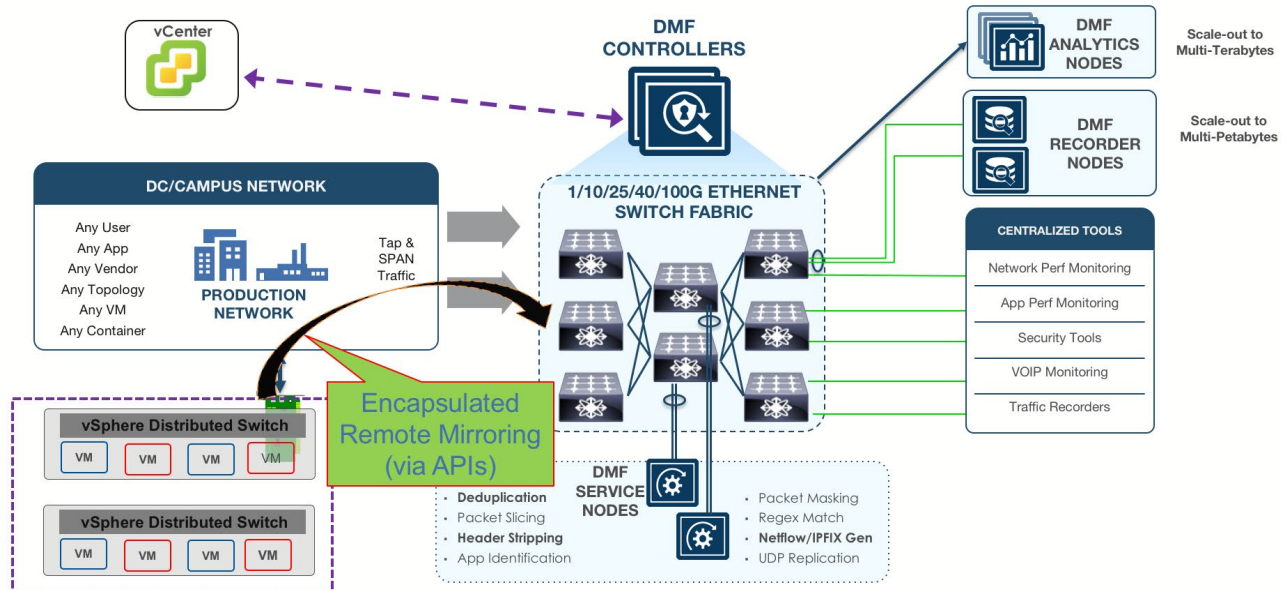 vCenter
DMF
CONTROLLERS
DMF
ANALYTICS
NODES
Scale-out to
Multi-Terabytes
DMF
RECORDER
NODES
Scale-out to
Multi-Petabytes
DC/CAMPUS NETWORK
Any User
Any App
Any Vendor
Any Topology
Any VM
Any Container
PRODUCTION
NETWORK
Tap &
SPAN
Traffic
1/10/25/40/100G ETHERNET
SWITCH FABRIC
CENTRALIZED TOOLS
Network Perf Monitoring
App Perf Monitoring
Security Tools
VOIP Monitoring
Traffic Recorders
Encapsulated
Remote Mirroring
(via APIs)
vSphere Distributed Switch
VM
VM
VM
VM
vSphere Distributed Switch
VM
VM
VM
VM
DMF
SERVICE
NODES
• Deduplication
• Packet Slicing
• Header Stripping
• App Identification
• Packet Masking
• Regex Match
• Netflow/IPFIX Gen
• UDP Replication